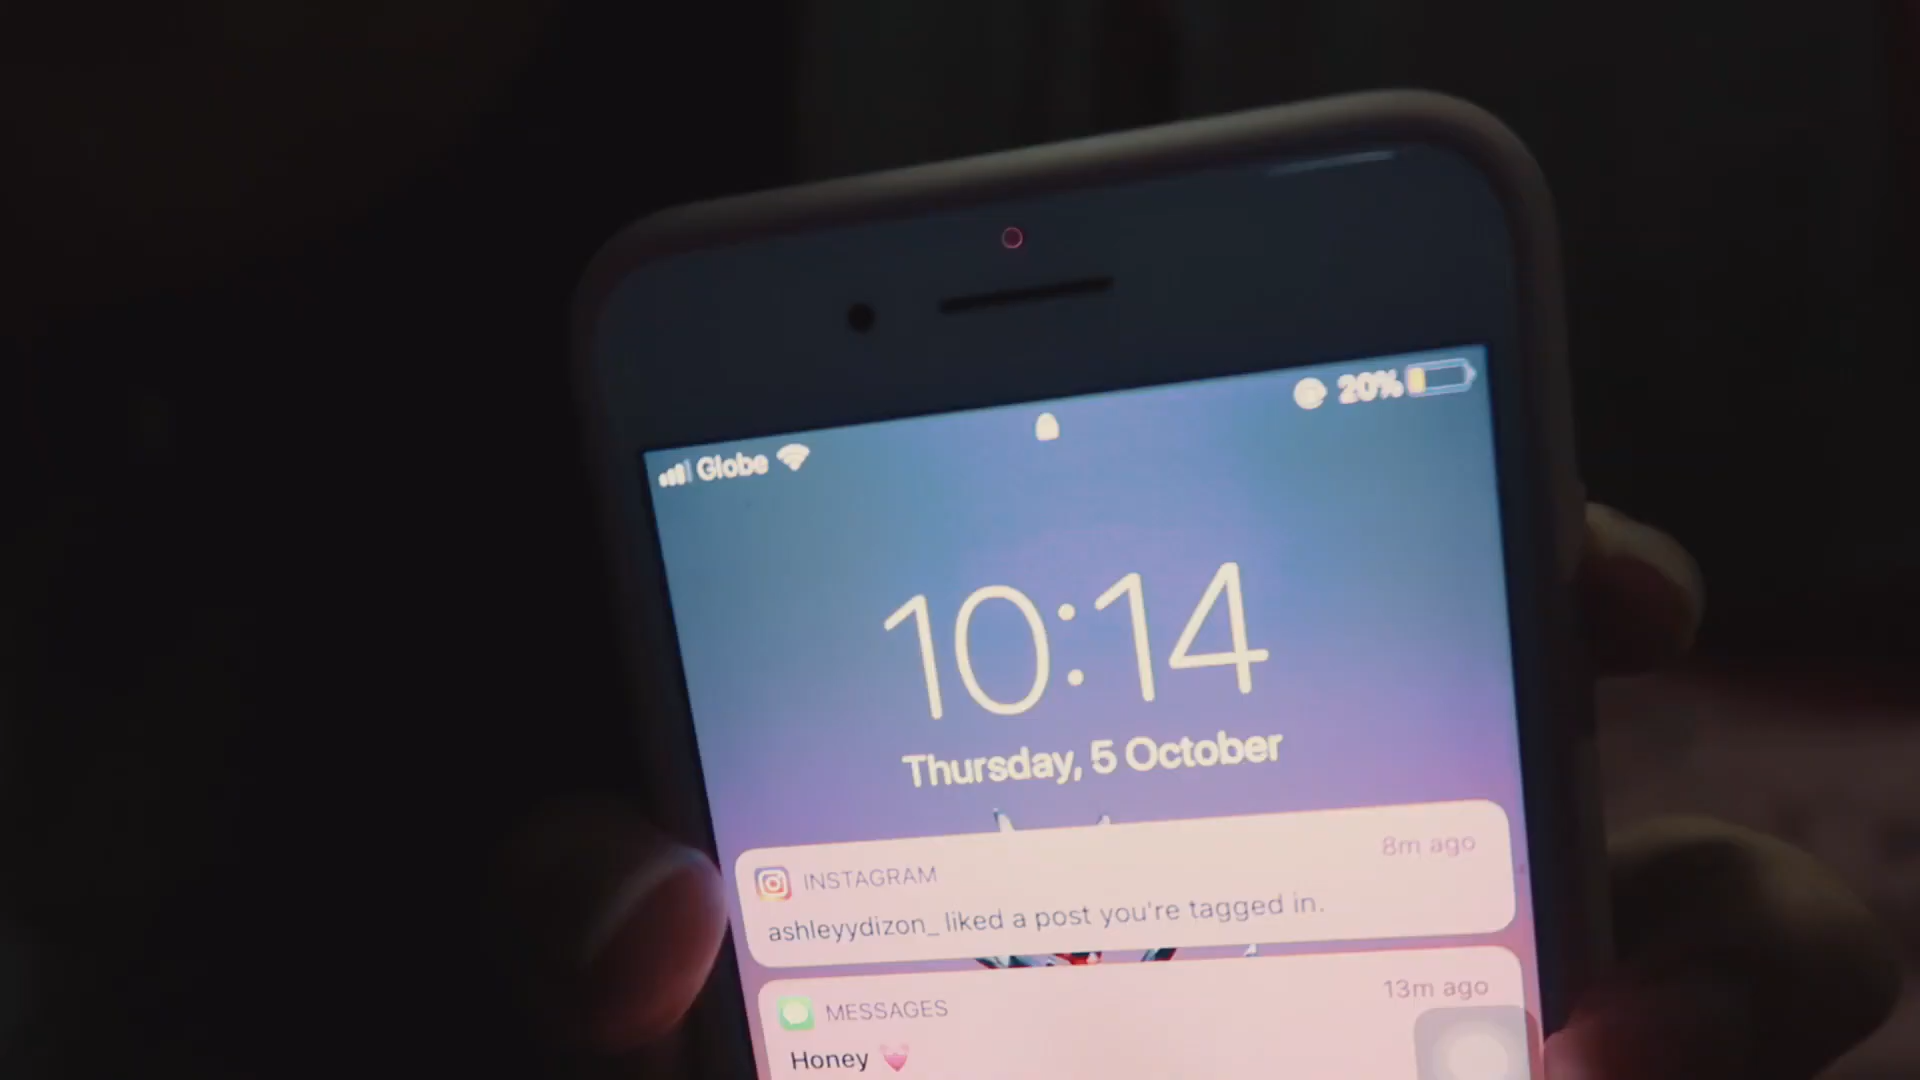 Globe 20%
10:14
Thursday, 5 October
INSTAGRAM 8m ago
ashleyydizon_ liked a post you're tagged in.
MESSAGES 13m ago
Honey 💗